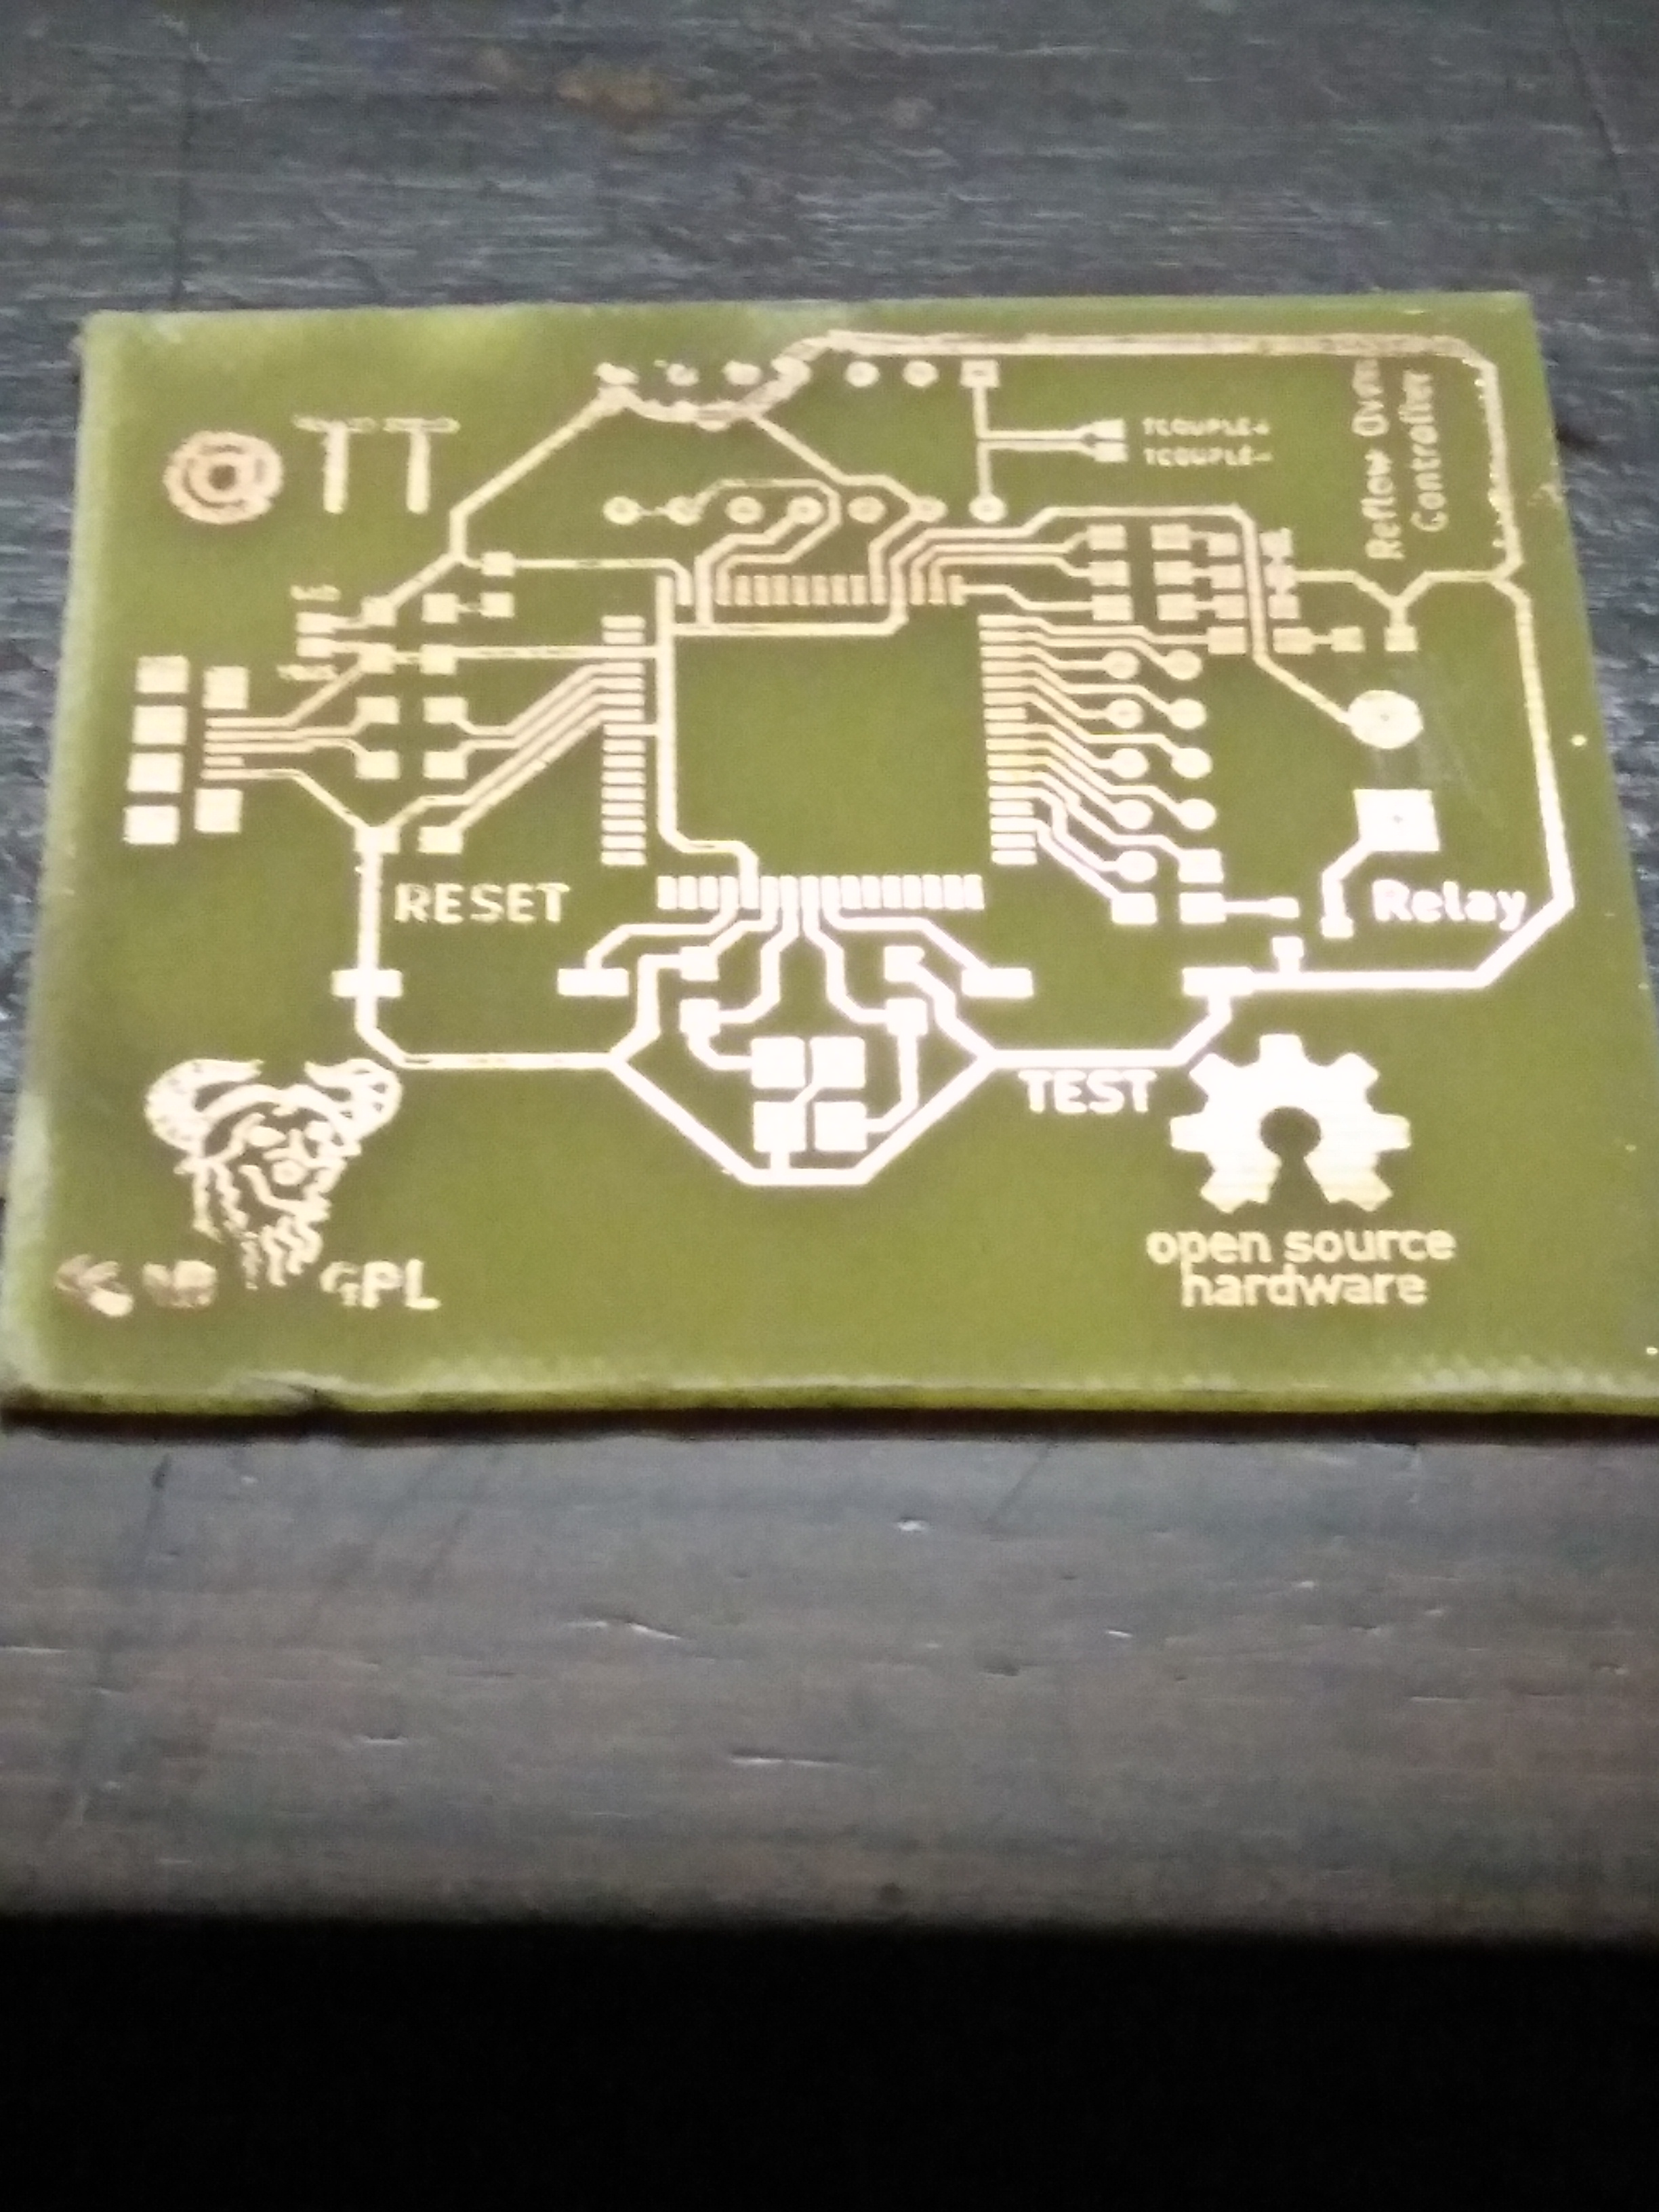 TT
TCOUPLE+
TCOUPLE-
Reflow Oven
Controller
RESET
Relay
TEST
GPL
open source
hardware